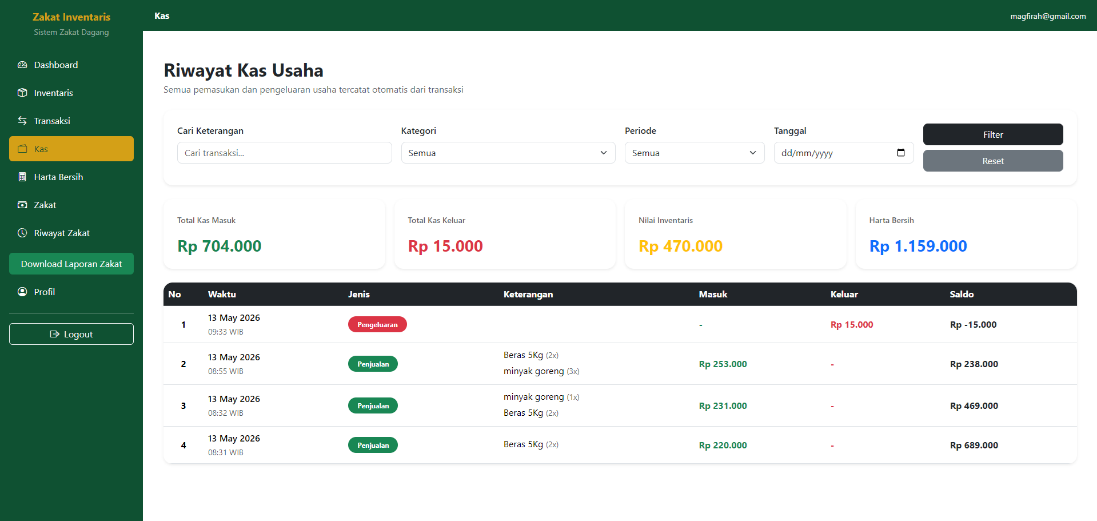 Zakat Inventaris
Sistem Zakat Dagang
Dashboard
Inventaris
Transaksi
Kas
Harta Bersih
Zakat
Riwayat Zakat
Download Laporan Zakat
Profil
Logout
Kas
magfirah@gmail.com
Riwayat Kas Usaha
Semua pemasukan dan pengeluaran usaha tercatat otomatis dari transaksi
Cari Keterangan Kategori Periode Tanggal
Cari transaksi... Semua Semua dd/mm/yyyy
Filter
Reset
Total Kas Masuk Total Kas Keluar Nilai Inventaris Harta Bersih
Rp 704.000 Rp 15.000 Rp 470.000 Rp 1.159.000
No Waktu Jenis Keterangan Masuk Keluar Saldo
1 13 May 2026 09:33 WIB Pengeluaran - Rp 15.000 Rp -15.000
2 13 May 2026 08:55 WIB Penjualan Beras 5Kg (2x) minyak goreng (3x) Rp 253.000 - Rp 238.000
3 13 May 2026 08:32 WIB Penjualan minyak goreng (1x) Beras 5Kg (2x) Rp 231.000 - Rp 469.000
4 13 May 2026 08:31 WIB Penjualan Beras 5Kg (2x) Rp 220.000 - Rp 689.000